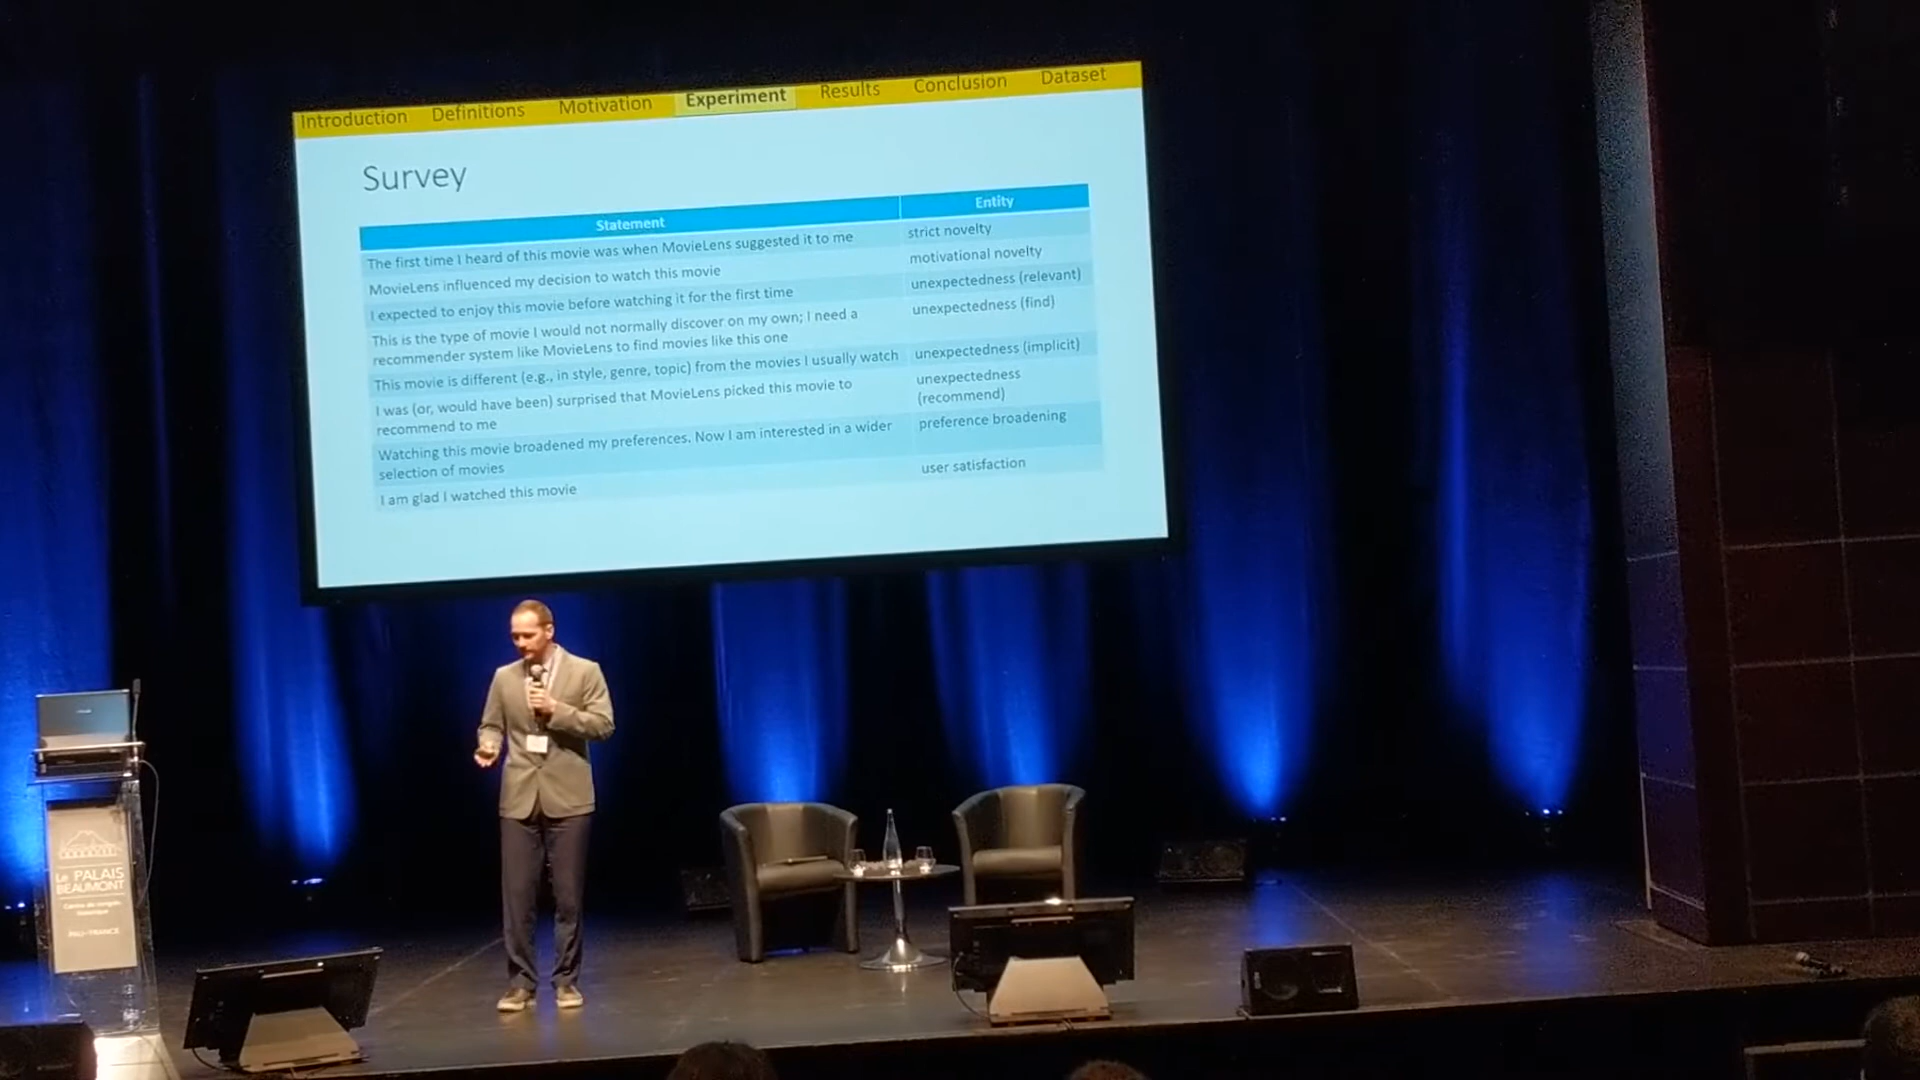 Introduction Definitions Motivation Experiment Results Conclusion Dataset
Survey
Statement Entity
The first time I heard of this movie was when MovieLens suggested it to me strict novelty
MovieLens influenced my decision to watch this movie motivational novelty
I expected to enjoy this movie before watching it for the first time unexpectedness (relevant)
This is the type of movie I would not normally discover on my own; I need a unexpectedness (find)
recommender system like MovieLens to find movies like this one
This movie is different (e.g., in style, genre, topic) from the movies I usually watch unexpectedness (implicit)
I was (or, would have been) surprised that MovieLens picked this movie to unexpectedness
recommend to me (recommend)
Watching this movie broadened my preferences. Now I am interested in a wider preference broadening
selection of movies
I am glad I watched this movie user satisfaction
Le PALAIS
BEAUMONT
Centre de congrès
historique
PAU - FRANCE